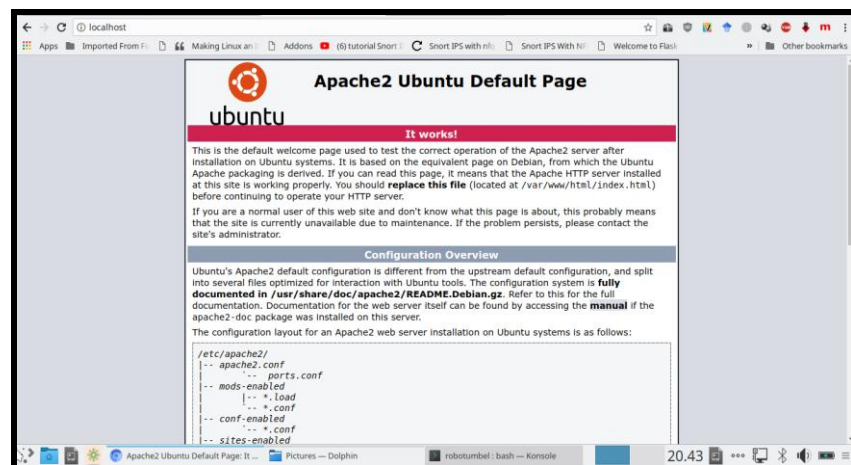 localhost
Apps Imported From Fi Making Linux an I Addons (6) tutorial Snort I Snort IPS with nfq Snort IPS With NF Welcome to Flask » Other bookmarks
ubuntu
Apache2 Ubuntu Default Page
It works!
This is the default welcome page used to test the correct operation of the Apache2 server after
installation on Ubuntu systems. It is based on the equivalent page on Debian, from which the Ubuntu
Apache packaging is derived. If you can read this page, it means that the Apache HTTP server installed
at this site is working properly. You should replace this file (located at /var/www/html/index.html)
before continuing to operate your HTTP server.
If you are a normal user of this web site and don't know what this page is about, this probably means
that the site is currently unavailable due to maintenance. If the problem persists, please contact the
site's administrator.
Configuration Overview
Ubuntu's Apache2 default configuration is different from the upstream default configuration, and split
into several files optimized for interaction with Ubuntu tools. The configuration system is fully
documented in /usr/share/doc/apache2/README.Debian.gz. Refer to this for the full
documentation. Documentation for the web server itself can be found by accessing the manual if the
apache2-doc package was installed on this server.
The configuration layout for an Apache2 web server installation on Ubuntu systems is as follows:
/etc/apache2/
|-- apache2.conf
|       `-- ports.conf
|-- mods-enabled
|       |-- *.load
|       `-- *.conf
|-- conf-enabled
|       `-- *.conf
|-- sites-enabled
Apache2 Ubuntu Default Page: It ... Pictures — Dolphin robotumbel : bash — Konsole 20.43